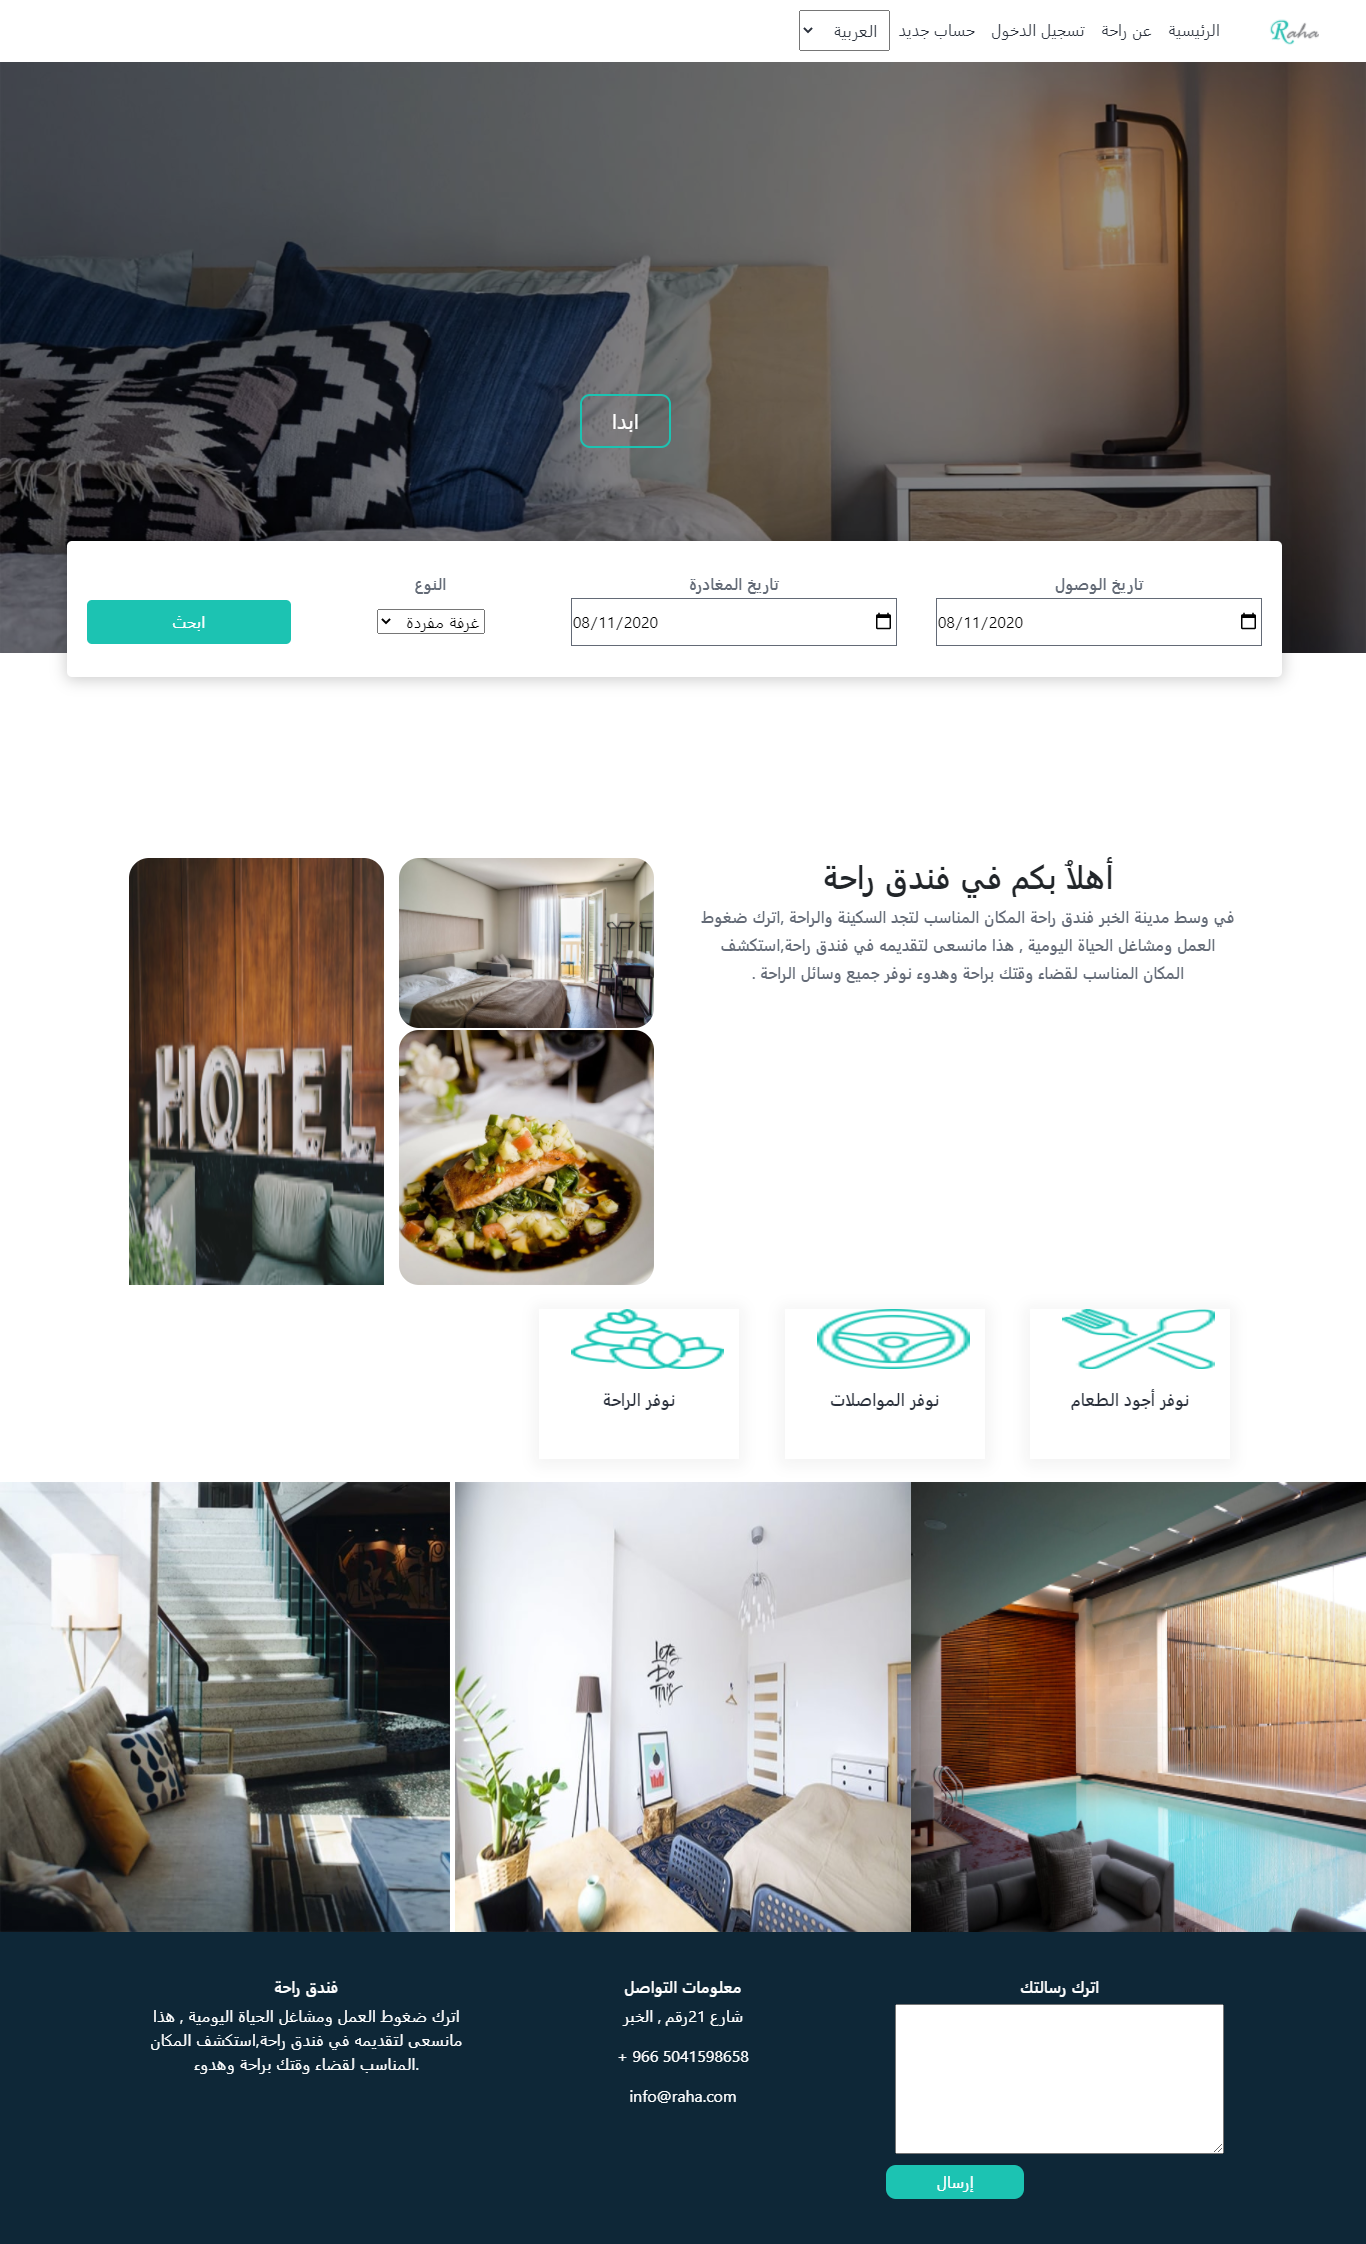 Raha
الرئيسية
عن راحة
تسجيل الدخول
حساب جديد
العربية
ابدا
تاريخ الوصول
08/11/2020
تاريخ المغادرة
08/11/2020
النوع
غرفة مفردة
ابحث
أهلاً بكم في فندق راحة
في وسط مدينة الخبر فندق راحة المكان المناسب لتجد السكينة والراحة ,اترك ضغوط
العمل ومشاغل الحياة اليومية , هذا مانسعى لتقديمه في فندق راحة,استكشف
المكان المناسب لقضاء وقتك براحة وهدوء نوفر جميع وسائل الراحة .
HOTEL
نوفر أجود الطعام
نوفر المواصلات
نوفر الراحة
Let's
Do
This
اترك رسالتك
إرسال
معلومات التواصل
شارع 21رقم , الخبر
+ 966 5041598658
info@raha.com
فندق راحة
اترك ضغوط العمل ومشاغل الحياة اليومية , هذا
مانسعى لتقديمه في فندق راحة,استكشف المكان
.المناسب لقضاء وقتك براحة وهدوء